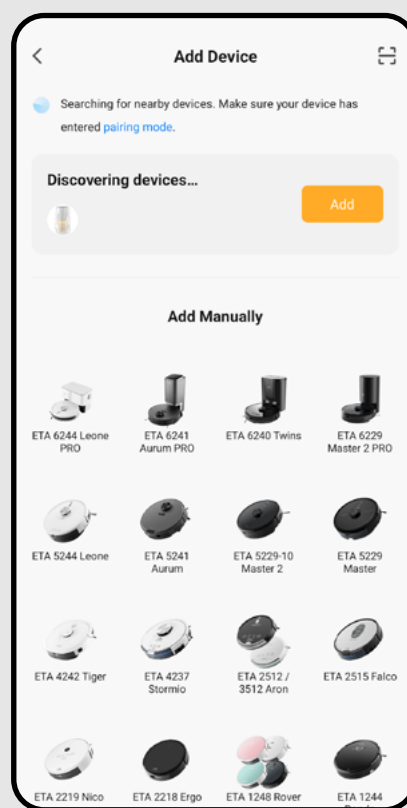 Add Device
Searching for nearby devices. Make sure your device has
entered pairing mode.
Discovering devices...
Add
Add Manually
ETA 6244 Leone
PRO
ETA 6241
Aurum PRO
ETA 6240 Twins
ETA 6229
Master 2 PRO
ETA 5244 Leone
ETA 5241
Aurum
ETA 5229-10
Master 2
ETA 5229
Master
ETA 4242 Tiger
ETA 4237
Stormio
ETA 2512 /
3512 Aron
ETA 2515 Falco
ETA 2219 Nico
ETA 2218 Ergo
ETA 1248 Rover
ETA 1244